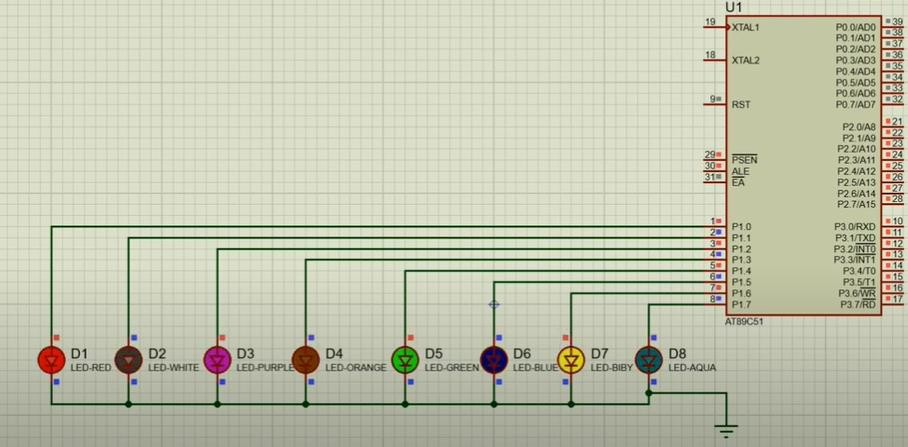 U1
19 XTAL1 P0.0/AD0 39
P0.1/AD1 38
P0.2/AD2 37
18 XTAL2 P0.3/AD3 36
P0.4/AD4 35
P0.5/AD5 34
P0.6/AD6 33
9 RST P0.7/AD7 32
P2.0/A8 21
P2.1/A9 22
P2.2/A10 23
29 PSEN P2.3/A11 24
30 ALE P2.4/A12 25
31 EA P2.5/A13 26
P2.6/A14 27
P2.7/A15 28
1 P1.0 P3.0/RXD 10
2 P1.1 P3.1/TXD 11
3 P1.2 P3.2/INT0 12
4 P1.3 P3.3/INT1 13
5 P1.4 P3.4/T0 14
6 P1.5 P3.5/T1 15
7 P1.6 P3.6/WR 16
8 P1.7 P3.7/RD 17
AT89C51
D1 D2 D3 D4 D5 D6 D7 D8
LED-RED LED-WHITE LED-PURPLE LED-ORANGE LED-GREEN LED-BLUE LED-BIBY LED-AQUA